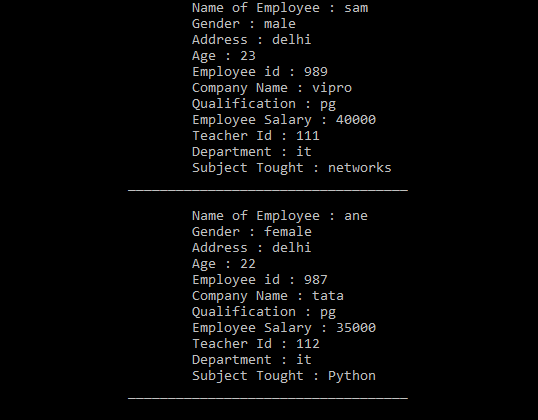 Name of Employee : sam
Gender : male
Address : delhi
Age : 23
Employee id : 989
Company Name : vipro
Qualification : pg
Employee Salary : 40000
Teacher Id : 111
Department : it
Subject Tought : networks
___________________________________
Name of Employee : ane
Gender : female
Address : delhi
Age : 22
Employee id : 987
Company Name : tata
Qualification : pg
Employee Salary : 35000
Teacher Id : 112
Department : it
Subject Tought : Python
___________________________________